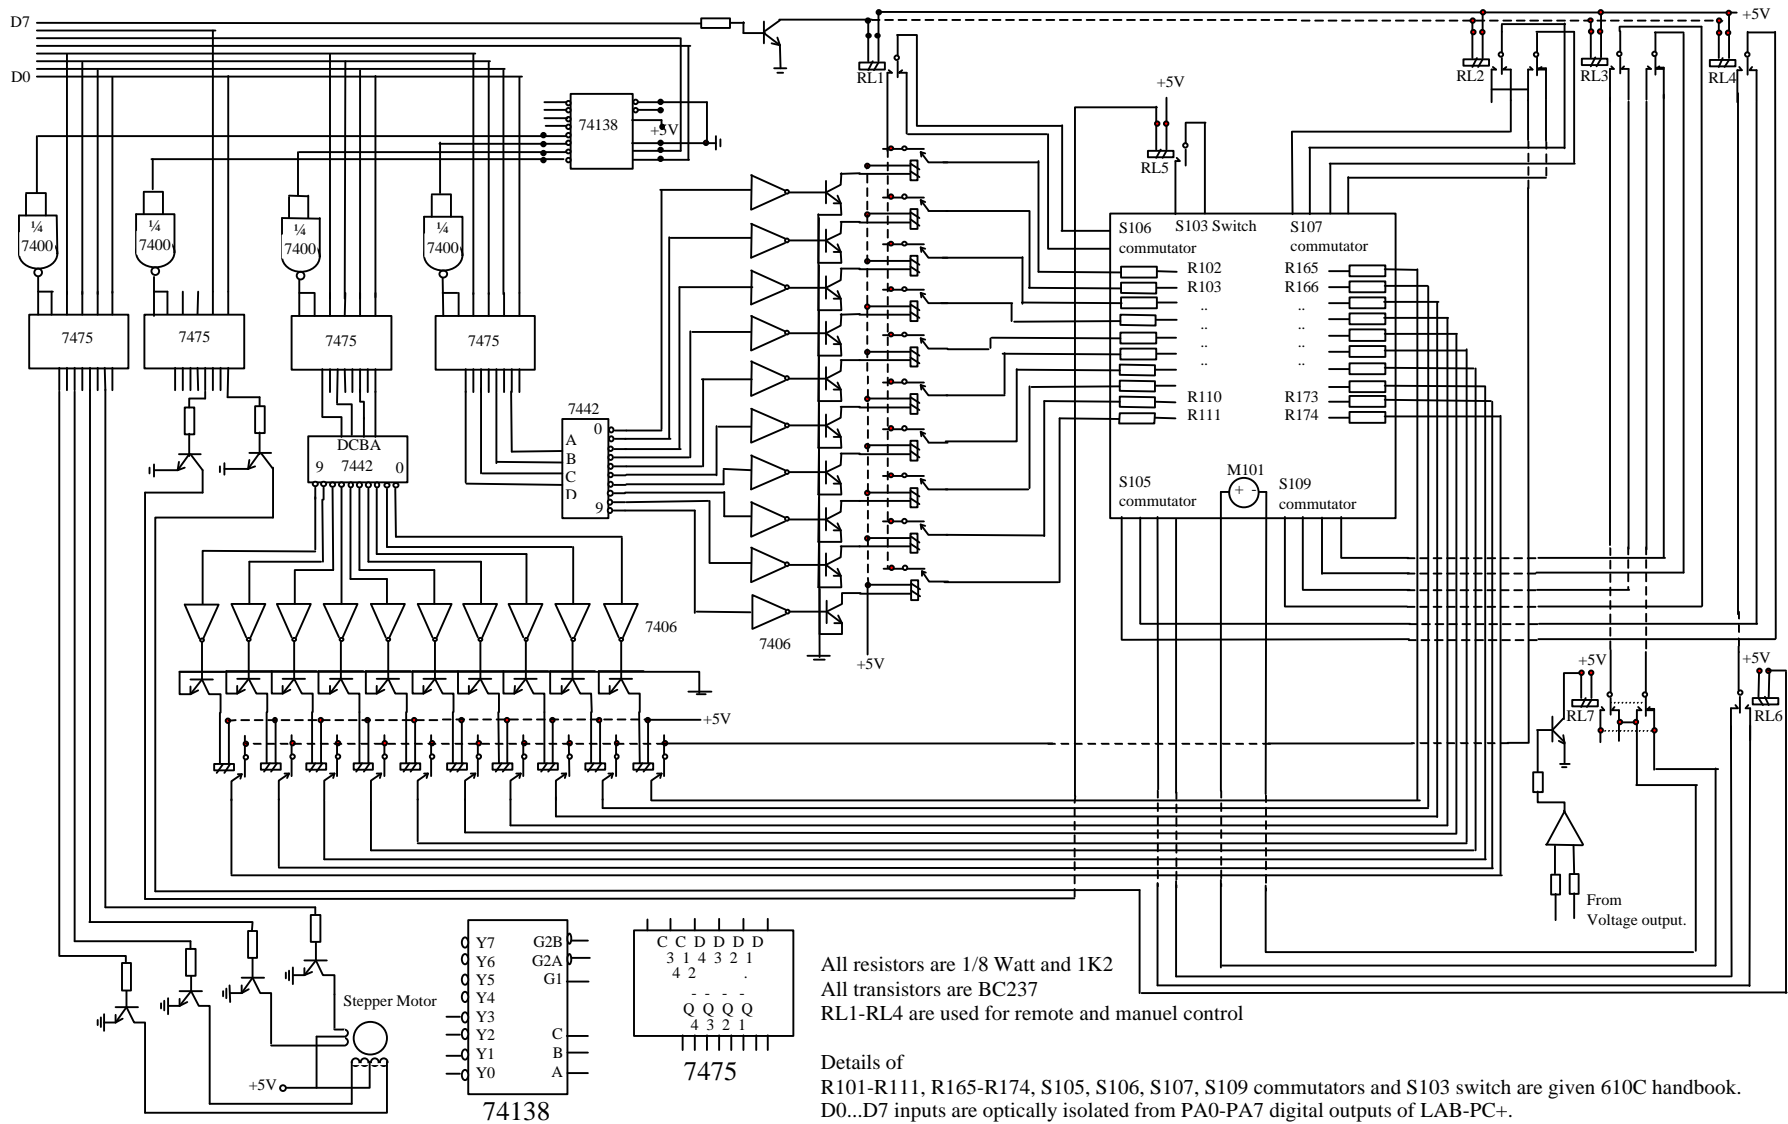 D7
+5V
D0
RL1
RL2
RL3
RL4
+5V
74138
+5V
RL5
¼
7400
¼
7400
¼
7400
¼
7400
S106
commutator
S103 Switch
S107
commutator
R102
R165
R103
R166
..
..
..
..
..
..
..
..
R110
R173
R111
R174
7475
7475
7475
7475
7442
0
A
B
C
D
9
DCBA
9 7442 0
M101
+ -
S105
commutator
S109
commutator
7406
7406
+5V
+5V
+5V
RL7
+5V
RL6
From
Voltage output.
Stepper Motor
+5V
Y7 G2B
Y6 G2A
Y5 G1
Y4
Y3
Y2 C
Y1 B
Y0 A
74138
C C D D D D
3 1 4 3 2 1
4 2 .
- - - -
Q Q Q Q
4 3 2 1
7475
All resistors are 1/8 Watt and 1K2
All transistors are BC237
RL1-RL4 are used for remote and manuel control
Details of
R101-R111, R165-R174, S105, S106, S107, S109 commutators and S103 switch are given 610C handbook.
D0...D7 inputs are optically isolated from PA0-PA7 digital outputs of LAB-PC+.